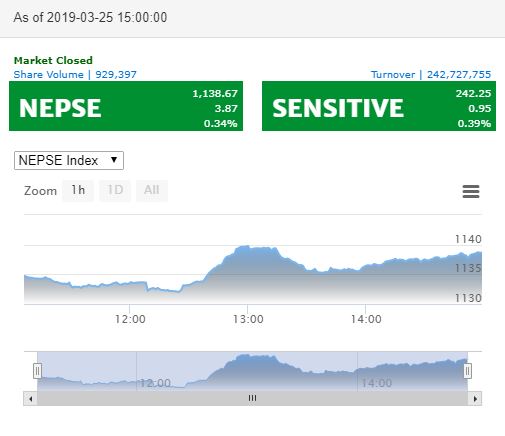 As of 2019-03-25 15:00:00
Market Closed
Share Volume | 929,397 Turnover | 242,727,755
NEPSE 1,138.67 3.87 0.34%
SENSITIVE 242.25 0.95 0.39%
NEPSE Index
Zoom 1h 1D All
1140
1135
1130
12:00 13:00 14:00
12:00 14:00